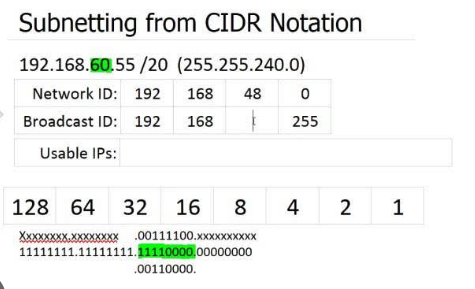 Subnetting from CIDR Notation
192.168.60.55 /20 (255.255.240.0)
Network ID: 192 168 48 0
Broadcast ID: 192 168 255
Usable IPs:
128 64 32 16 8 4 2 1
Xxxxxxxx.xxxxxxxx .00111100.xxxxxxxxxx
11111111.11111111.11110000.00000000
.00110000.